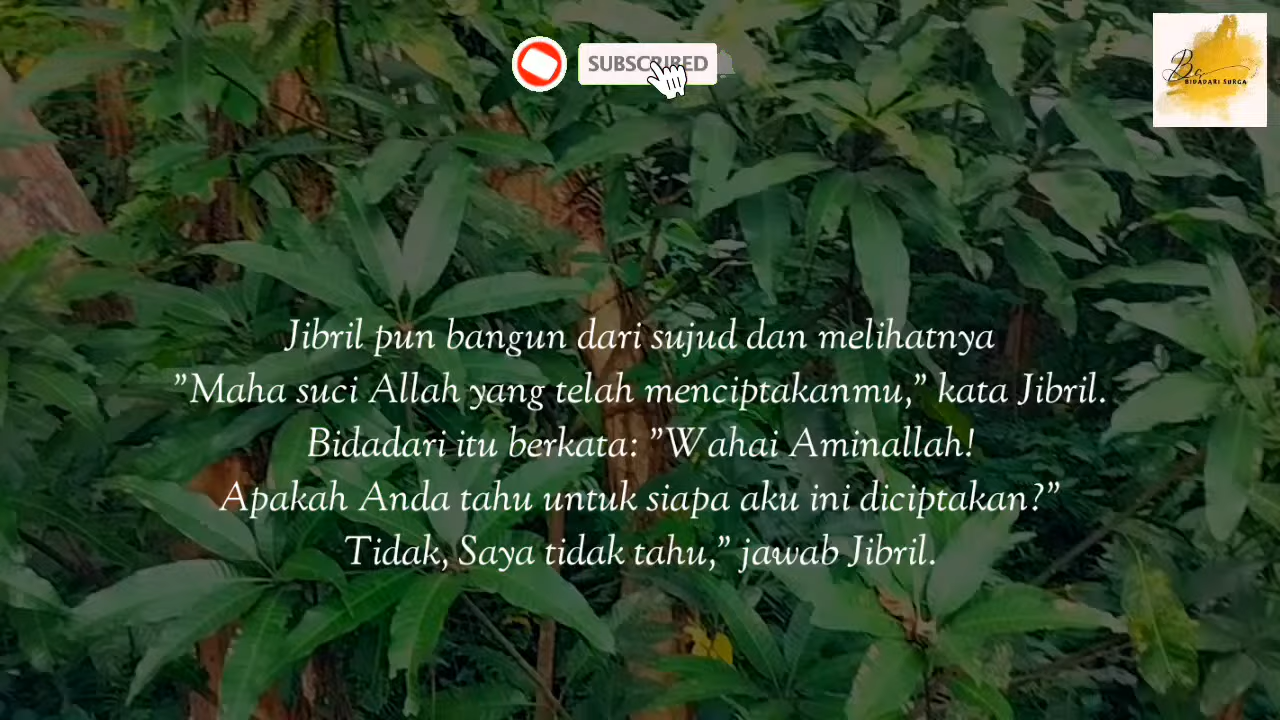 SUBSCRIBED
Bs
BIDADARI SURGA
Jibril pun bangun dari sujud dan melihatnya
”Maha suci Allah yang telah menciptakanmu,” kata Jibril.
Bidadari itu berkata: ”Wahai Aminallah!
Apakah Anda tahu untuk siapa aku ini diciptakan?”
Tidak, Saya tidak tahu,” jawab Jibril.